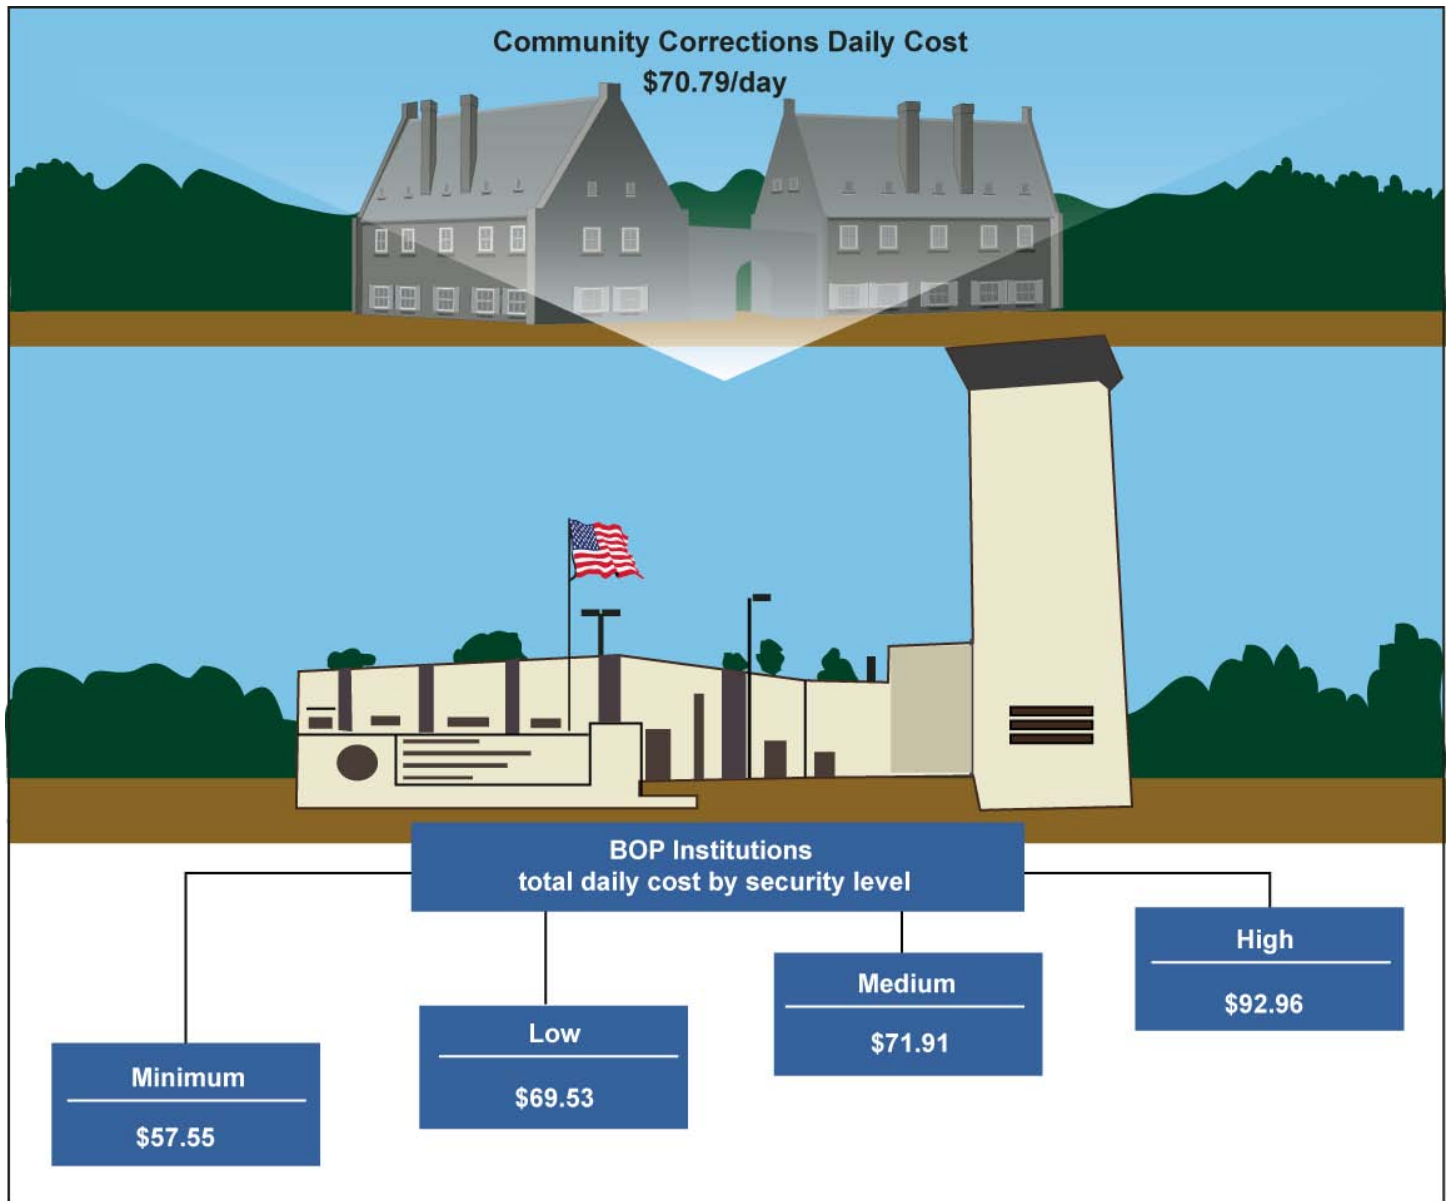 Community Corrections Daily Cost
$70.79/day
BOP Institutions
total daily cost by security level
Minimum
$57.55
Low
$69.53
Medium
$71.91
High
$92.96